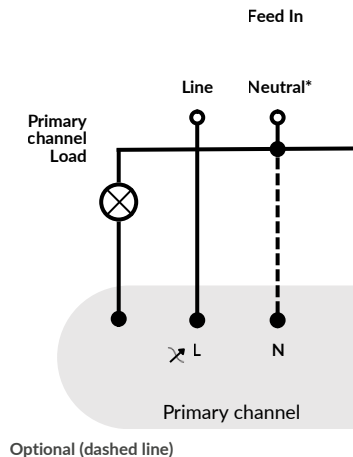 Feed In
Line
Neutral*
Primary
channel
Load
L
N
Primary channel
Optional (dashed line)